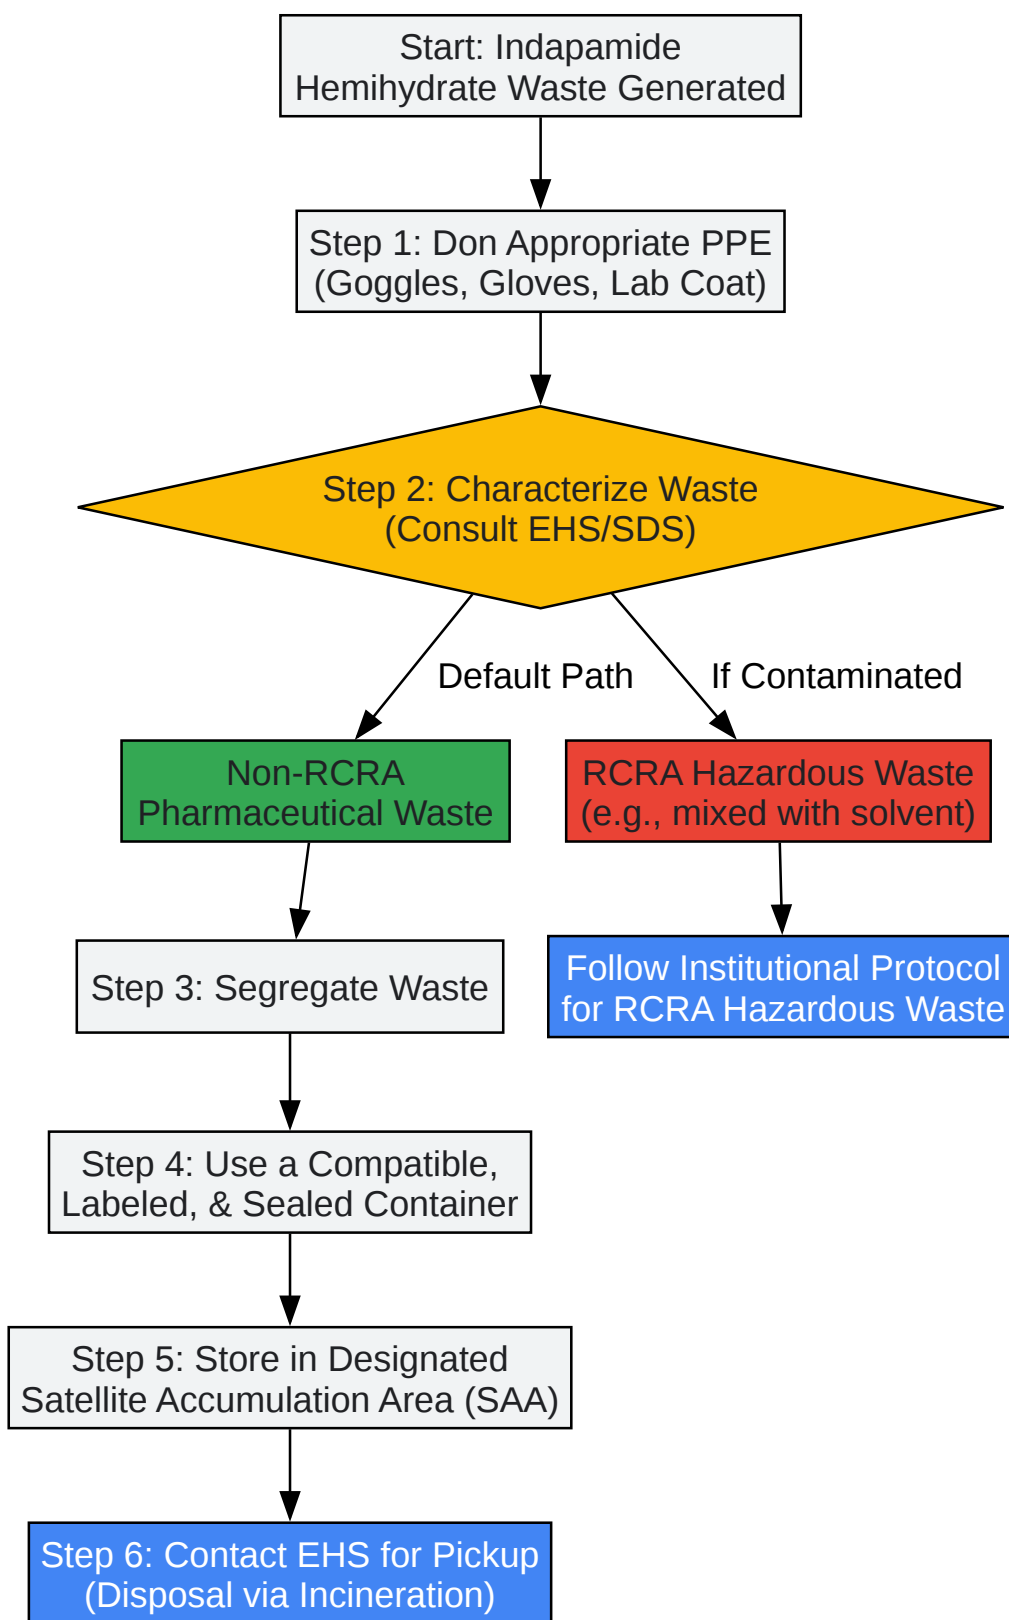 Start: Indapamide
Hemihydrate Waste Generated
Step 1: Don Appropriate PPE
(Goggles, Gloves, Lab Coat)
Step 2: Characterize Waste
(Consult EHS/SDS)
Default Path
If Contaminated
Non-RCRA
Pharmaceutical Waste
RCRA Hazardous Waste
(e.g., mixed with solvent)
Step 3: Segregate Waste
Follow Institutional Protocol
for RCRA Hazardous Waste
Step 4: Use a Compatible,
Labeled, & Sealed Container
Step 5: Store in Designated
Satellite Accumulation Area (SAA)
Step 6: Contact EHS for Pickup
(Disposal via Incineration)